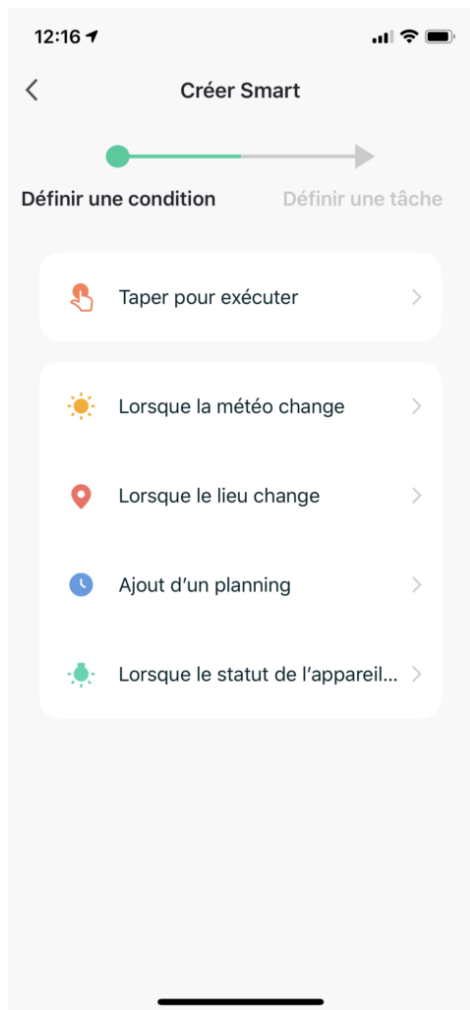 12:16
Créer Smart
Définir une condition
Définir une tâche
Taper pour exécuter
Lorsque la météo change
Lorsque le lieu change
Ajout d’un planning
Lorsque le statut de l’appareil...